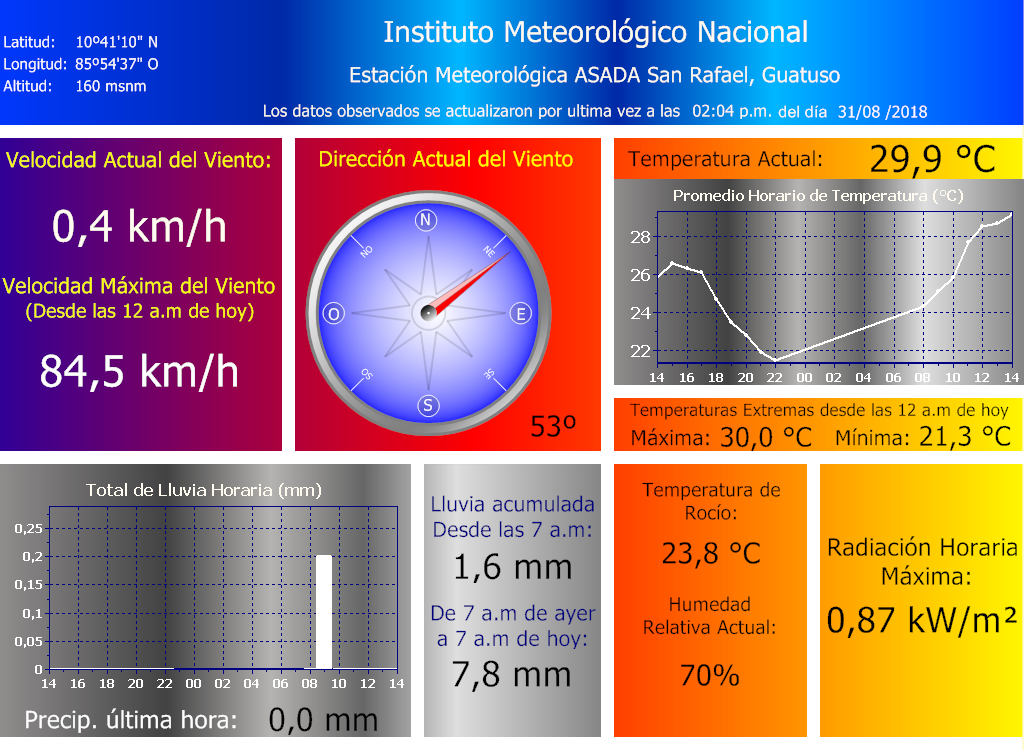 Instituto Meteorológico Nacional
Latitud: 10º41'10" N
Longitud: 85º54'37" O
Altitud: 160 msnm
Estación Meteorológica ASADA San Rafael, Guatuso
Los datos observados se actualizaron por ultima vez a las 02:04 p.m. del día 31/08 /2018
Velocidad Actual del Viento:
0,4 km/h
Velocidad Máxima del Viento
(Desde las 12 a.m de hoy)
84,5 km/h
Dirección Actual del Viento
N
NO
NE
O
E
SO
SE
S
53º
Temperatura Actual: 29,9 °C
Promedio Horario de Temperatura (°C)
28
26
24
22
14 16 18 20 22 00 02 04 06 08 10 12 14
Temperaturas Extremas desde las 12 a.m de hoy
Máxima: 30,0 °C Mínima: 21,3 °C
Total de Lluvia Horaria (mm)
0,25
0,2
0,15
0,1
0,05
0
14 16 18 20 22 00 02 04 06 08 10 12 14
Precip. última hora: 0,0 mm
Lluvia acumulada
Desde las 7 a.m:
1,6 mm
De 7 a.m de ayer
a 7 a.m de hoy:
7,8 mm
Temperatura de
Rocío:
23,8 °C
Humedad
Relativa Actual:
70%
Radiación Horaria
Máxima:
0,87 kW/m²